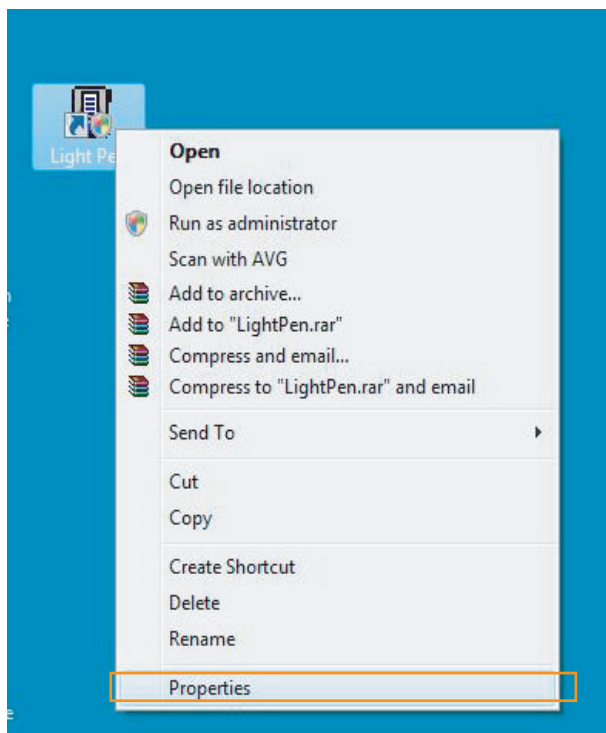 Light Pe
Open
Open file location
Run as administrator
Scan with AVG
Add to archive...
Add to "LightPen.rar"
Compress and email...
Compress to "LightPen.rar" and email
Send To
Cut
Copy
Create Shortcut
Delete
Rename
Properties